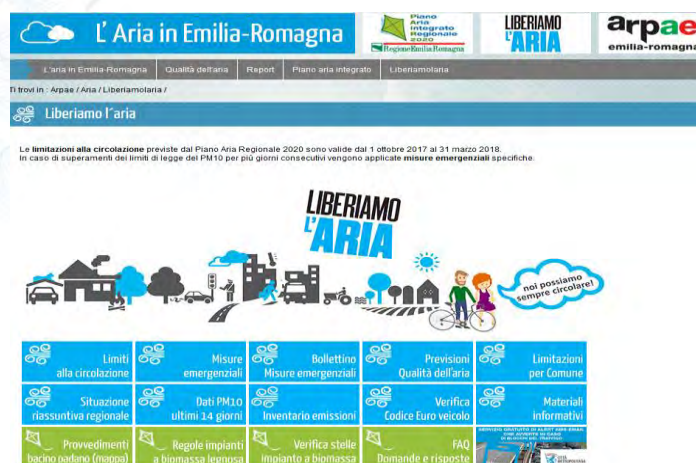 L'Aria in Emilia-Romagna
Piano
Aria
Integrato
Regionale
2020
Regione Emilia Romagna
LIBERIAMO
L'ARIA
arpae
emilia-romagna
L'aria in Emilia-Romagna Qualità dell'aria Report Piano aria integrato Liberiamolaria
Ti trovi in : Arpae / Aria / Liberiamolaria /
Liberiamo l'aria
Le limitazioni alla circolazione previste dal Piano Aria Regionale 2020 sono valide dal 1 ottobre 2017 al 31 marzo 2018.
In caso di superamenti dei limiti di legge del PM10 per più giorni consecutivi vengono applicate misure emergenziali specifiche.
LIBERIAMO
L'ARIA
noi possiamo
sempre circolare!
Limiti
alla circolazione
Misure
emergenziali
Bollettino
Misure emergenziali
Previsioni
Qualità dell'aria
Limitazioni
per Comune
Situazione
riassuntiva regionale
Dati PM10
ultimi 14 giorni
Inventario emissioni
Verifica
Codice Euro veicolo
Materiali
informativi
Provvedimenti
bacino padano (mappa)
Regole impianti
a biomassa legnosa
Verifica stelle
impianto a biomassa
FAQ
Domande e risposte